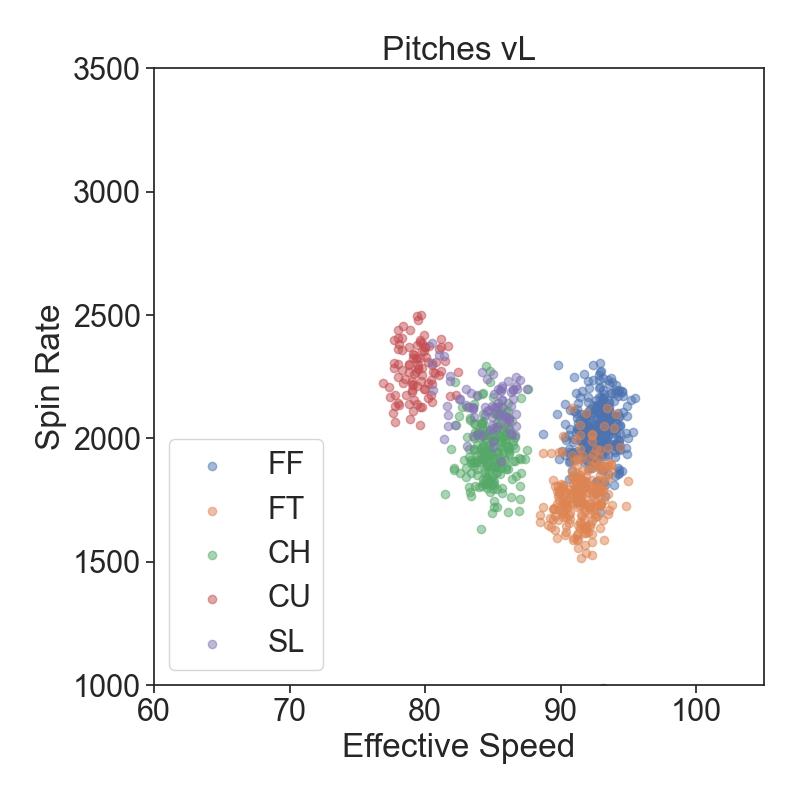 Pitches vL
3500
3000
2500
2000
1500
1000
Spin Rate
FF
FT
CH
CU
SL
60 70 80 90 100
Effective Speed